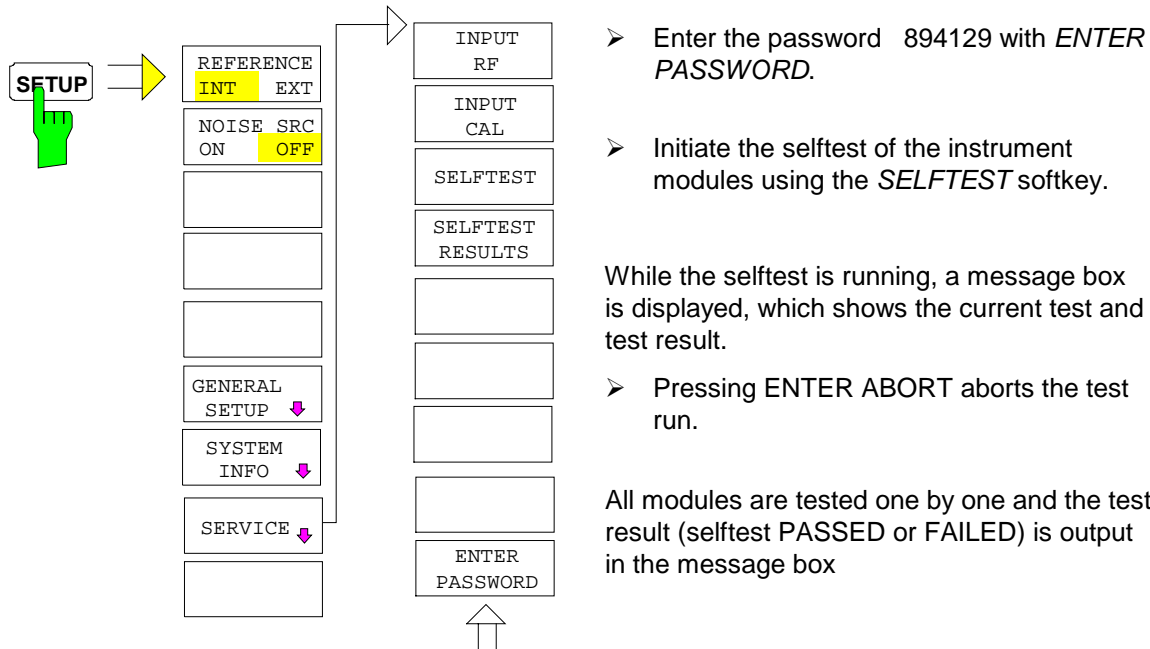 SETUP
REFERENCE
INT EXT
NOISE SRC
ON OFF
GENERAL
SETUP
SYSTEM
INFO
SERVICE
INPUT
RF
INPUT
CAL
SELFTEST
SELFTEST
RESULTS
ENTER
PASSWORD
➢ Enter the password 894129 with ENTER
PASSWORD.
➢ Initiate the selftest of the instrument
modules using the SELFTEST softkey.
While the selftest is running, a message box
is displayed, which shows the current test and
test result.
➢ Pressing ENTER ABORT aborts the test
run.
All modules are tested one by one and the test
result (selftest PASSED or FAILED) is output
in the message box